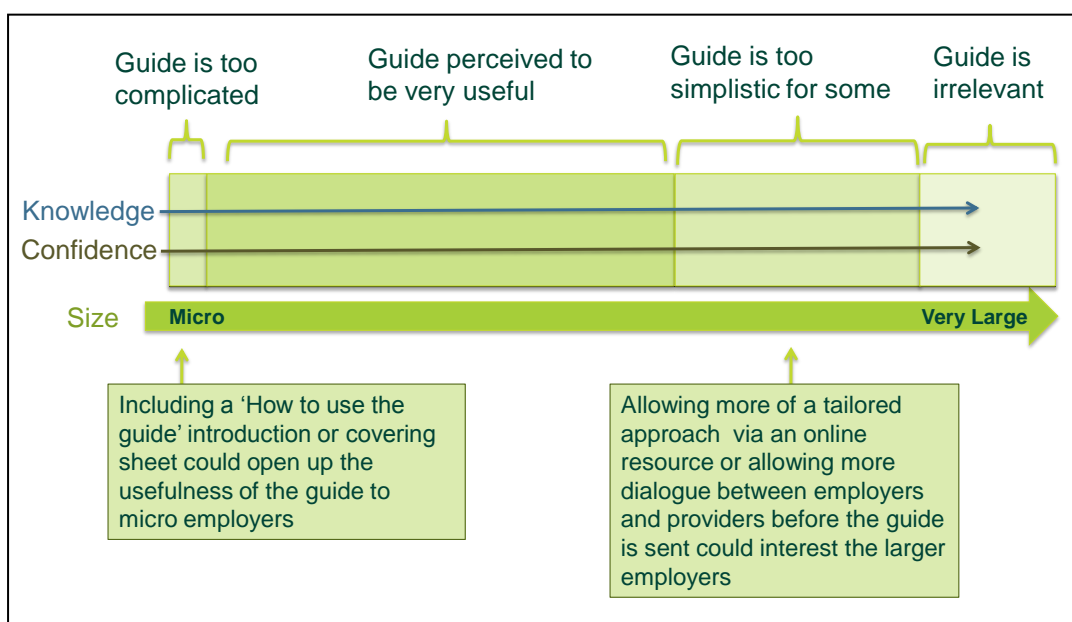 Guide is too
complicated
Guide perceived to
be very useful
Guide is too
simplistic for some
Guide is
irrelevant
Knowledge
Confidence
Size
Micro
Very Large
Including a ‘How to use the
guide’ introduction or covering
sheet could open up the
usefulness of the guide to
micro employers
Allowing more of a tailored
approach via an online
resource or allowing more
dialogue between employers
and providers before the guide
is sent could interest the larger
employers